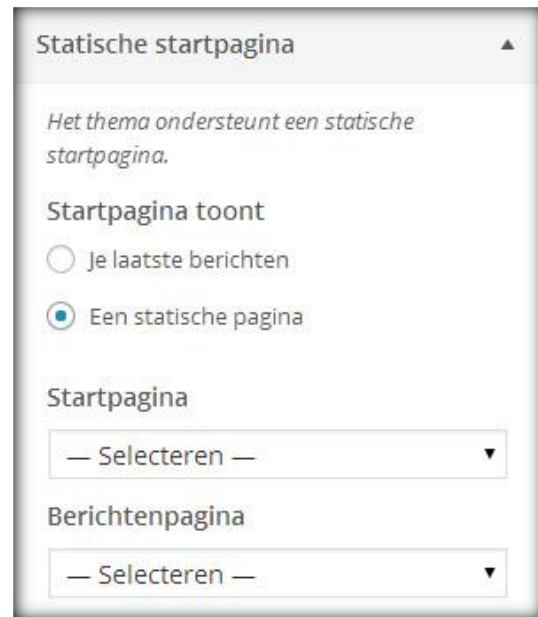 Statische startpagina
Het thema ondersteunt een statische
startpagina.
Startpagina toont
Je laatste berichten
Een statische pagina
Startpagina
— Selecteren —
Berichtenpagina
— Selecteren —